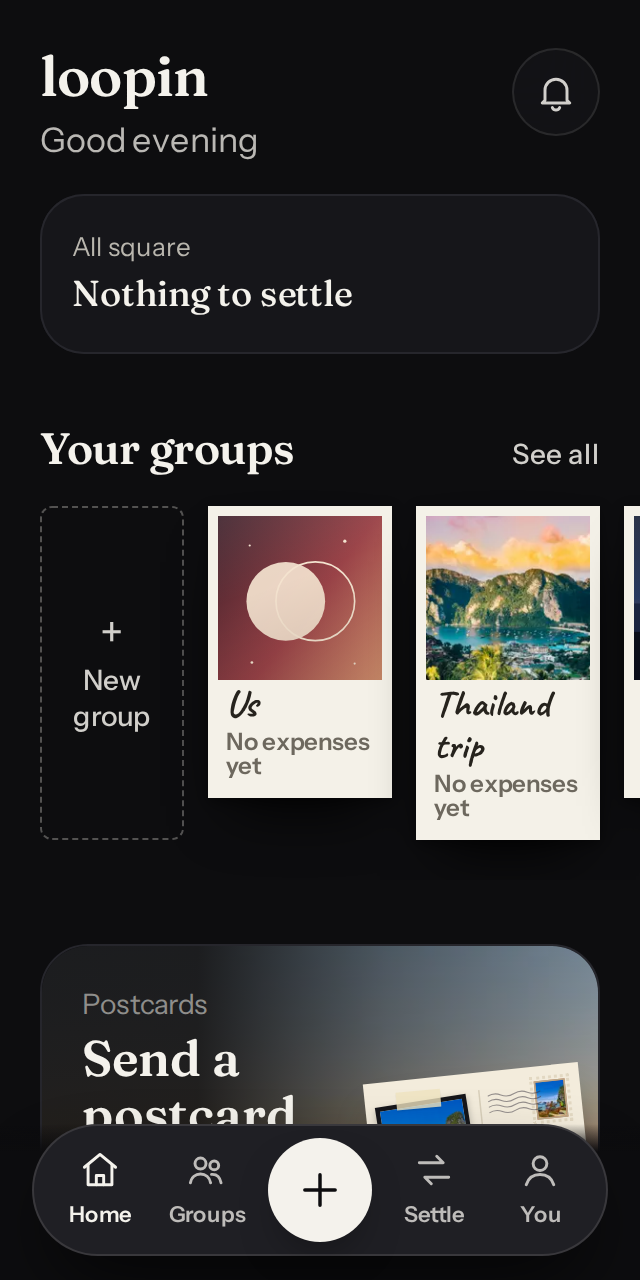 loopin
Good evening
All square
Nothing to settle
Your groups
See all
+
New
group
Us
No expenses
yet
Thailand
trip
No expenses
yet
Postcards
Send a
postcard
Home
Groups
Settle
You